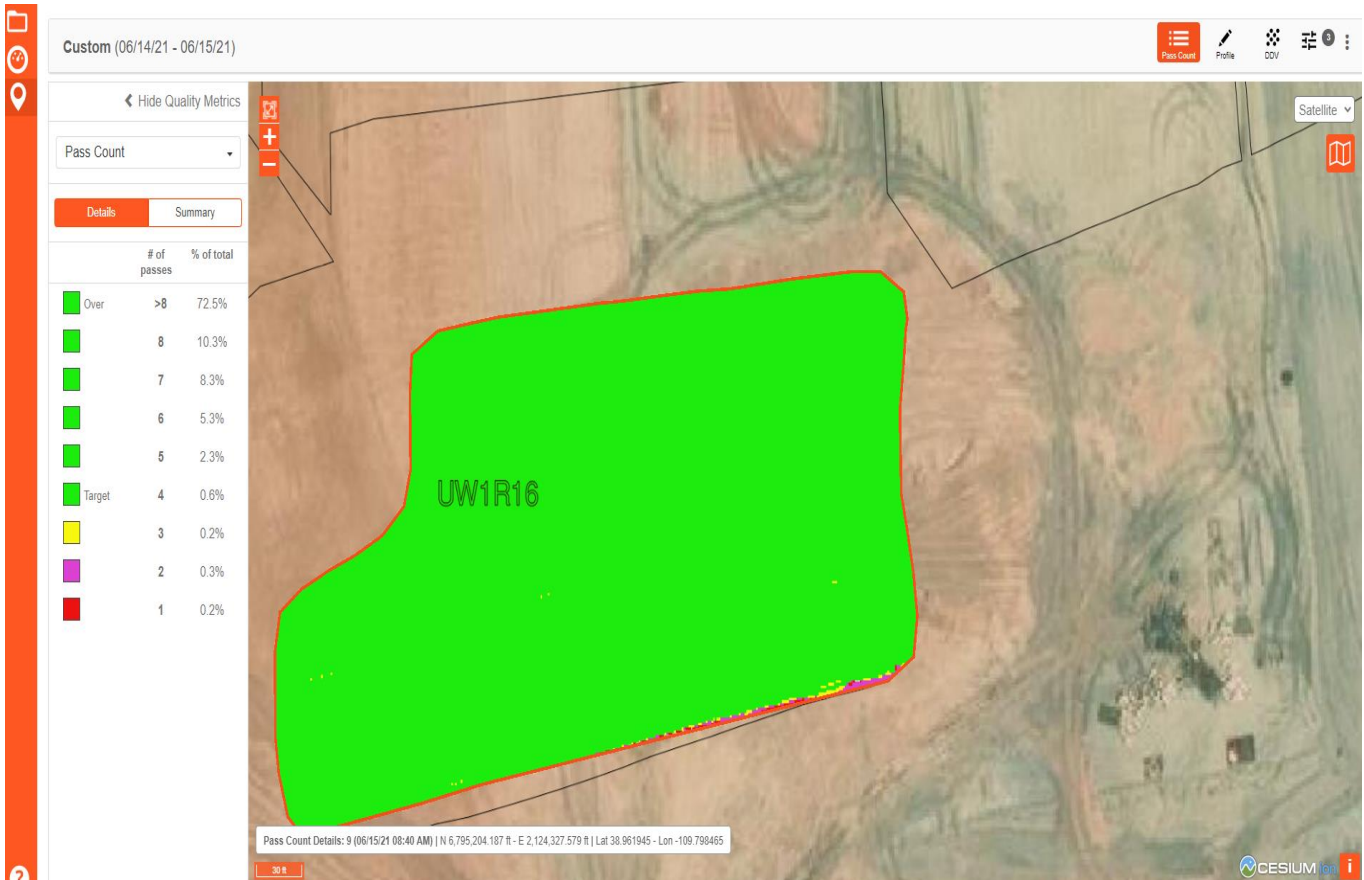 Custom (06/14/21 - 06/15/21)
Pass Count
Profile
DDV
3
Hide Quality Metrics
Satellite
Pass Count
Details
Summary
# of passes
% of total
Over >8 72.5%
8 10.3%
7 8.3%
6 5.3%
5 2.3%
Target 4 0.6%
3 0.2%
2 0.3%
1 0.2%
UW1R16
Pass Count Details: 9 (06/15/21 08:40 AM) | N 6,795,204.187 ft - E 2,124,327.579 ft | Lat 38.961945 - Lon -109.798465
30 ft
CESIUM